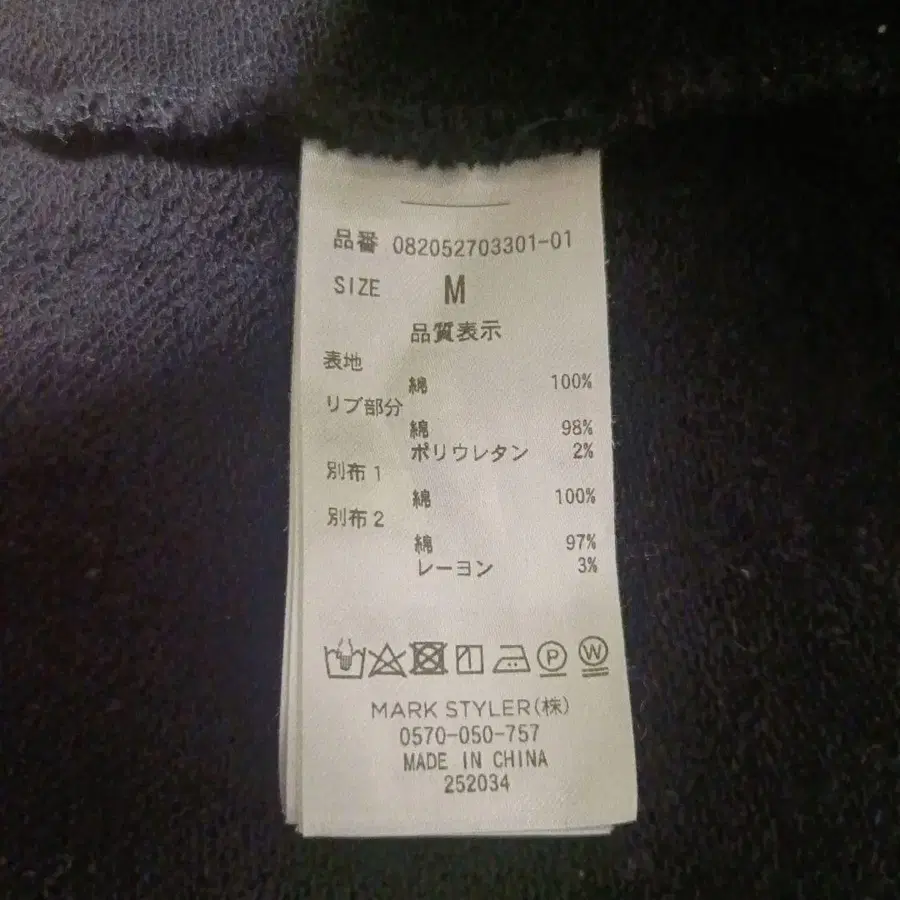 品番 082052703301-01
SIZE M
品質表示
表地
綿 100%
リブ部分
綿 98%
ポリウレタン 2%
別布1
綿 100%
別布2
綿 97%
レーヨン 3%
P W
MARK STYLER(株)
0570-050-757
MADE IN CHINA
252034